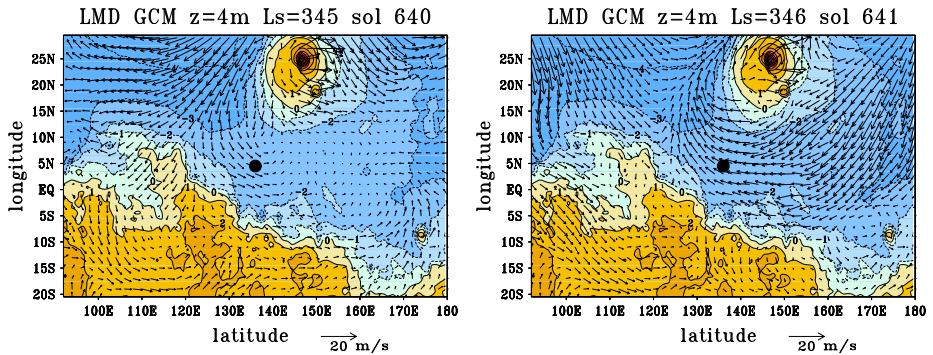 LMD GCM z=4m Ls=345 sol 640
LMD GCM z=4m Ls=346 sol 641
longitude
25N
20N
15N
10N
5N
EQ
5S
10S
15S
20S
100E
110E
120E
130E
140E
150E
160E
170E
180
latitude
20 m/s
longitude
25N
20N
15N
10N
5N
EQ
5S
10S
15S
20S
100E
110E
120E
130E
140E
150E
160E
170E
180
latitude
20 m/s